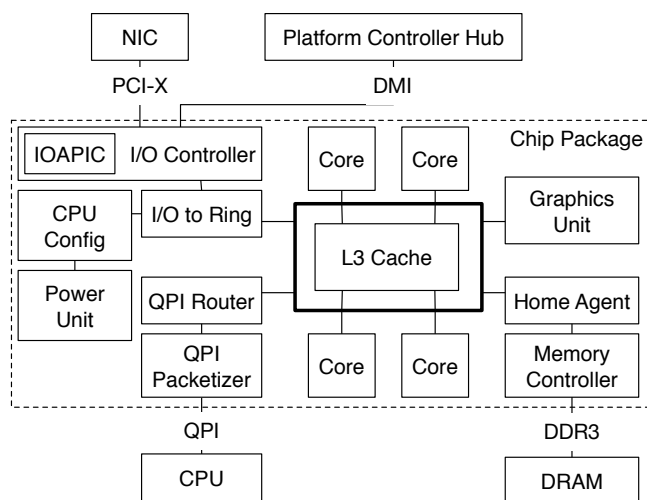 NIC
Platform Controller Hub
PCI-X
DMI
Chip Package
IOAPIC
I/O Controller
Core
Core
CPU
Config
I/O to Ring
Graphics
Unit
L3 Cache
Power
Unit
QPI Router
Home Agent
QPI
Packetizer
Core
Core
Memory
Controller
QPI
DDR3
CPU
DRAM